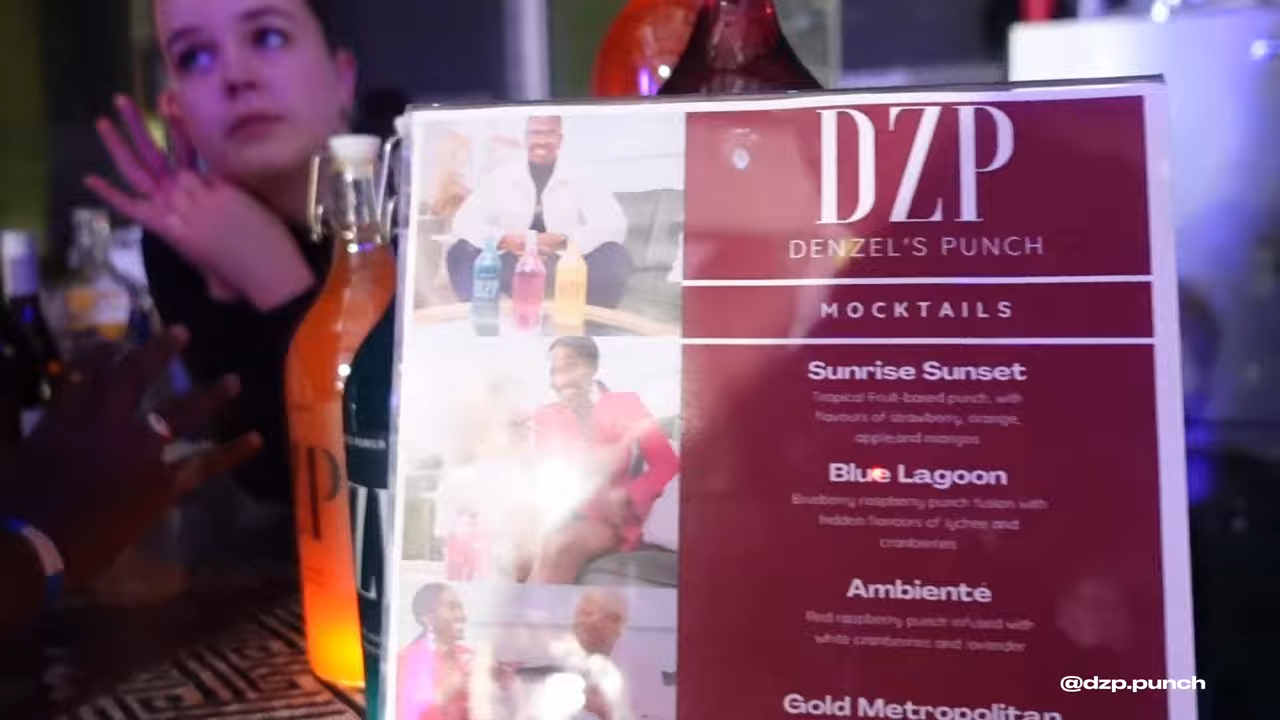 DZP
DENZEL'S PUNCH
MOCKTAILS
Sunrise Sunset
Tropical Fruit-based punch, with
flavours of strawberry, orange,
apple and mangos
Blue Lagoon
Blueberry raspberry punch fusion with
hidden flavours of lychee and
cranberries
Ambienté
Red raspberry punch infused with
white cranberries and lavender
Gold Metropolitan
@dzp.punch